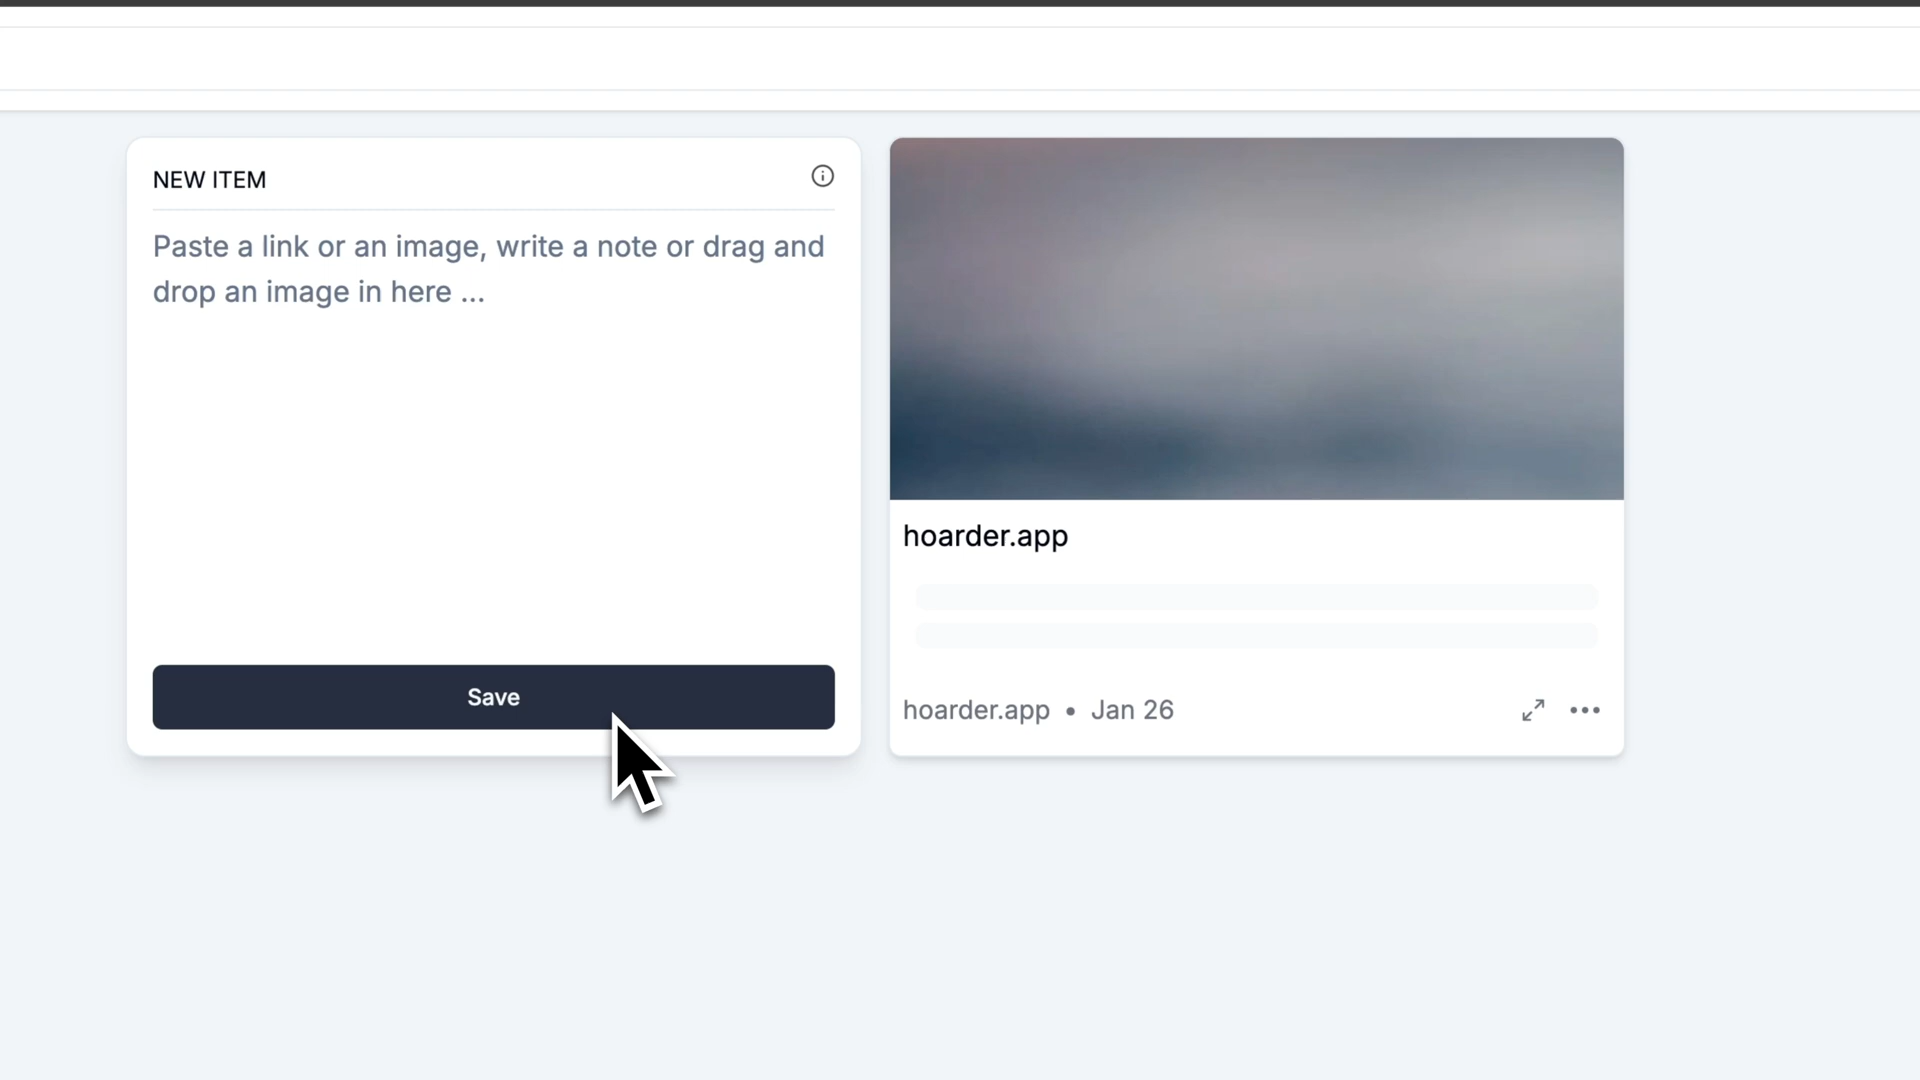 NEW ITEM
Paste a link or an image, write a note or drag and
drop an image in here ...
Save
hoarder.app
hoarder.app • Jan 26